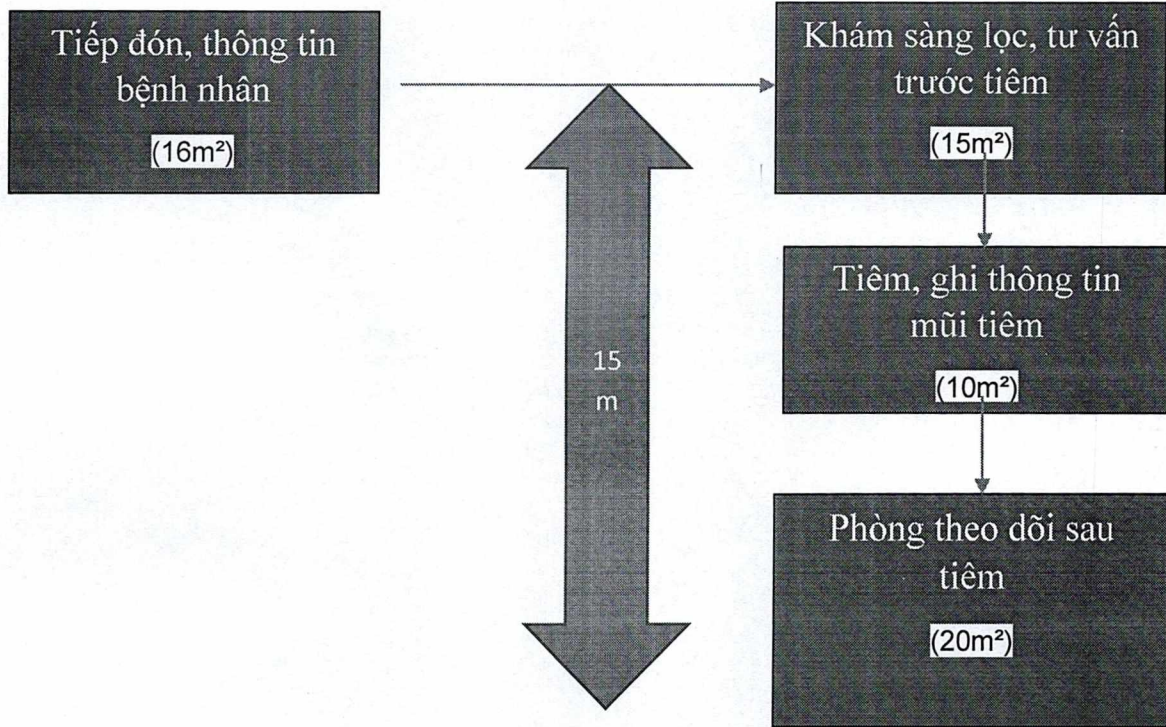 Tiếp đón, thông tin
bệnh nhân
(16m²)
Khám sàng lọc, tư vấn
trước tiêm
(15m²)
Tiêm, ghi thông tin
mũi tiêm
(10m²)
15
m
Phòng theo dõi sau
tiêm
(20m²)